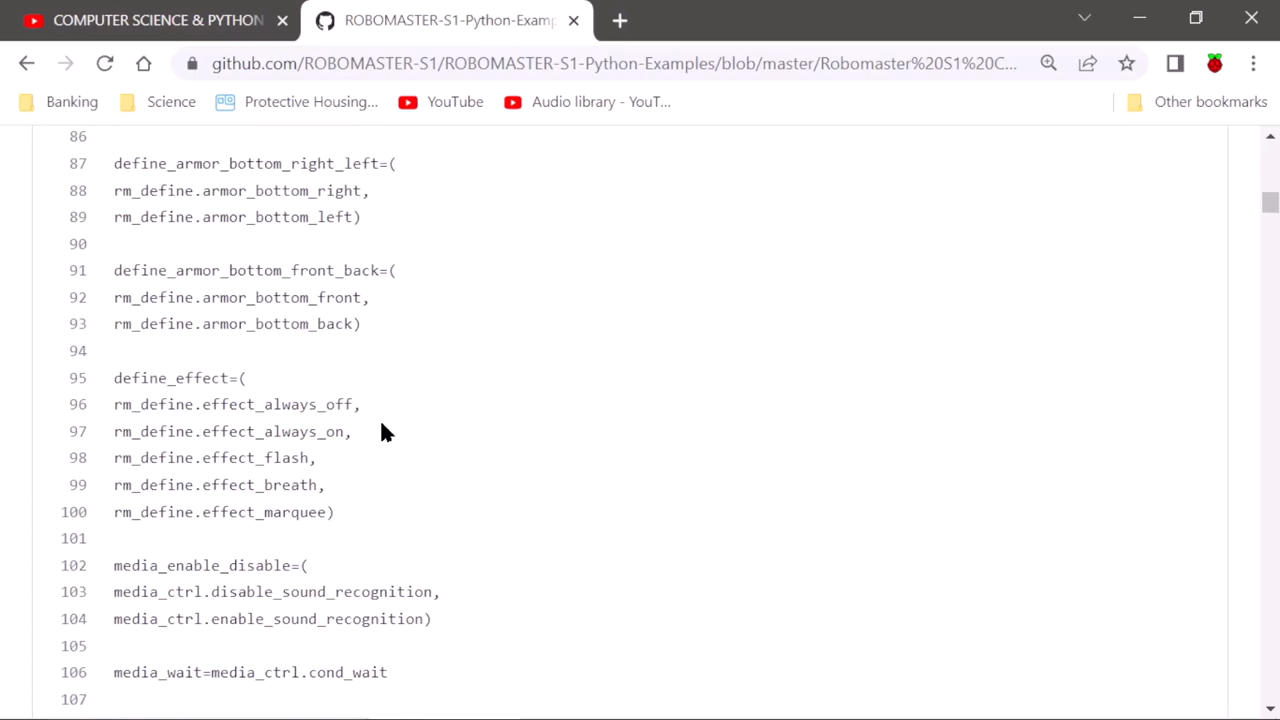 COMPUTER SCIENCE & PYTHON
ROBOMASTER-S1-Python-Examp
github.com/ROBOMASTER-S1/ROBOMASTER-S1-Python-Examples/blob/master/Robomaster%20S1%20C...
Banking
Science
Protective Housing...
YouTube
Audio library - YouT...
Other bookmarks
86
87 define_armor_bottom_right_left=(
88 rm_define.armor_bottom_right,
89 rm_define.armor_bottom_left)
90
91 define_armor_bottom_front_back=(
92 rm_define.armor_bottom_front,
93 rm_define.armor_bottom_back)
94
95 define_effect=(
96 rm_define.effect_always_off,
97 rm_define.effect_always_on,
98 rm_define.effect_flash,
99 rm_define.effect_breath,
100 rm_define.effect_marquee)
101
102 media_enable_disable=(
103 media_ctrl.disable_sound_recognition,
104 media_ctrl.enable_sound_recognition)
105
106 media_wait=media_ctrl.cond_wait
107